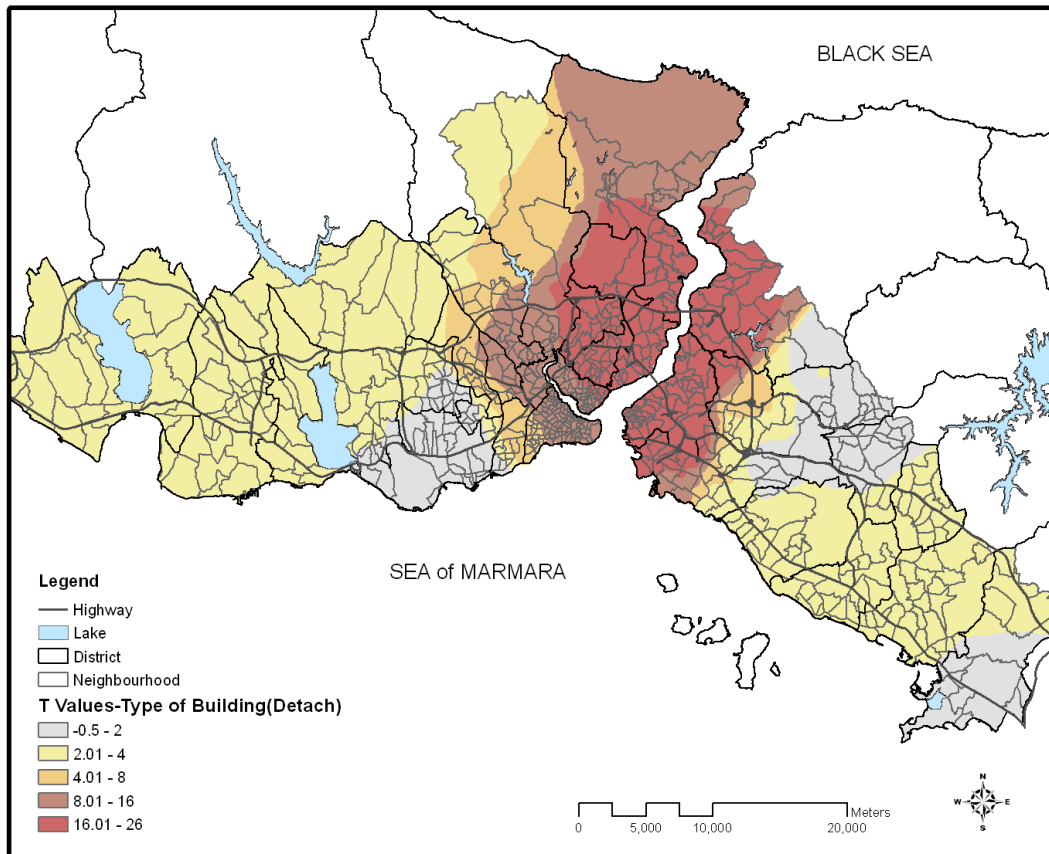 BLACK SEA
SEA of MARMARA
Legend
Highway
Lake
District
Neighbourhood
T Values-Type of Building(Detach)
-0.5 - 2
2.01 - 4
4.01 - 8
8.01 - 16
16.01 - 26
Meters
0 5,000 10,000 20,000
N
W E
S